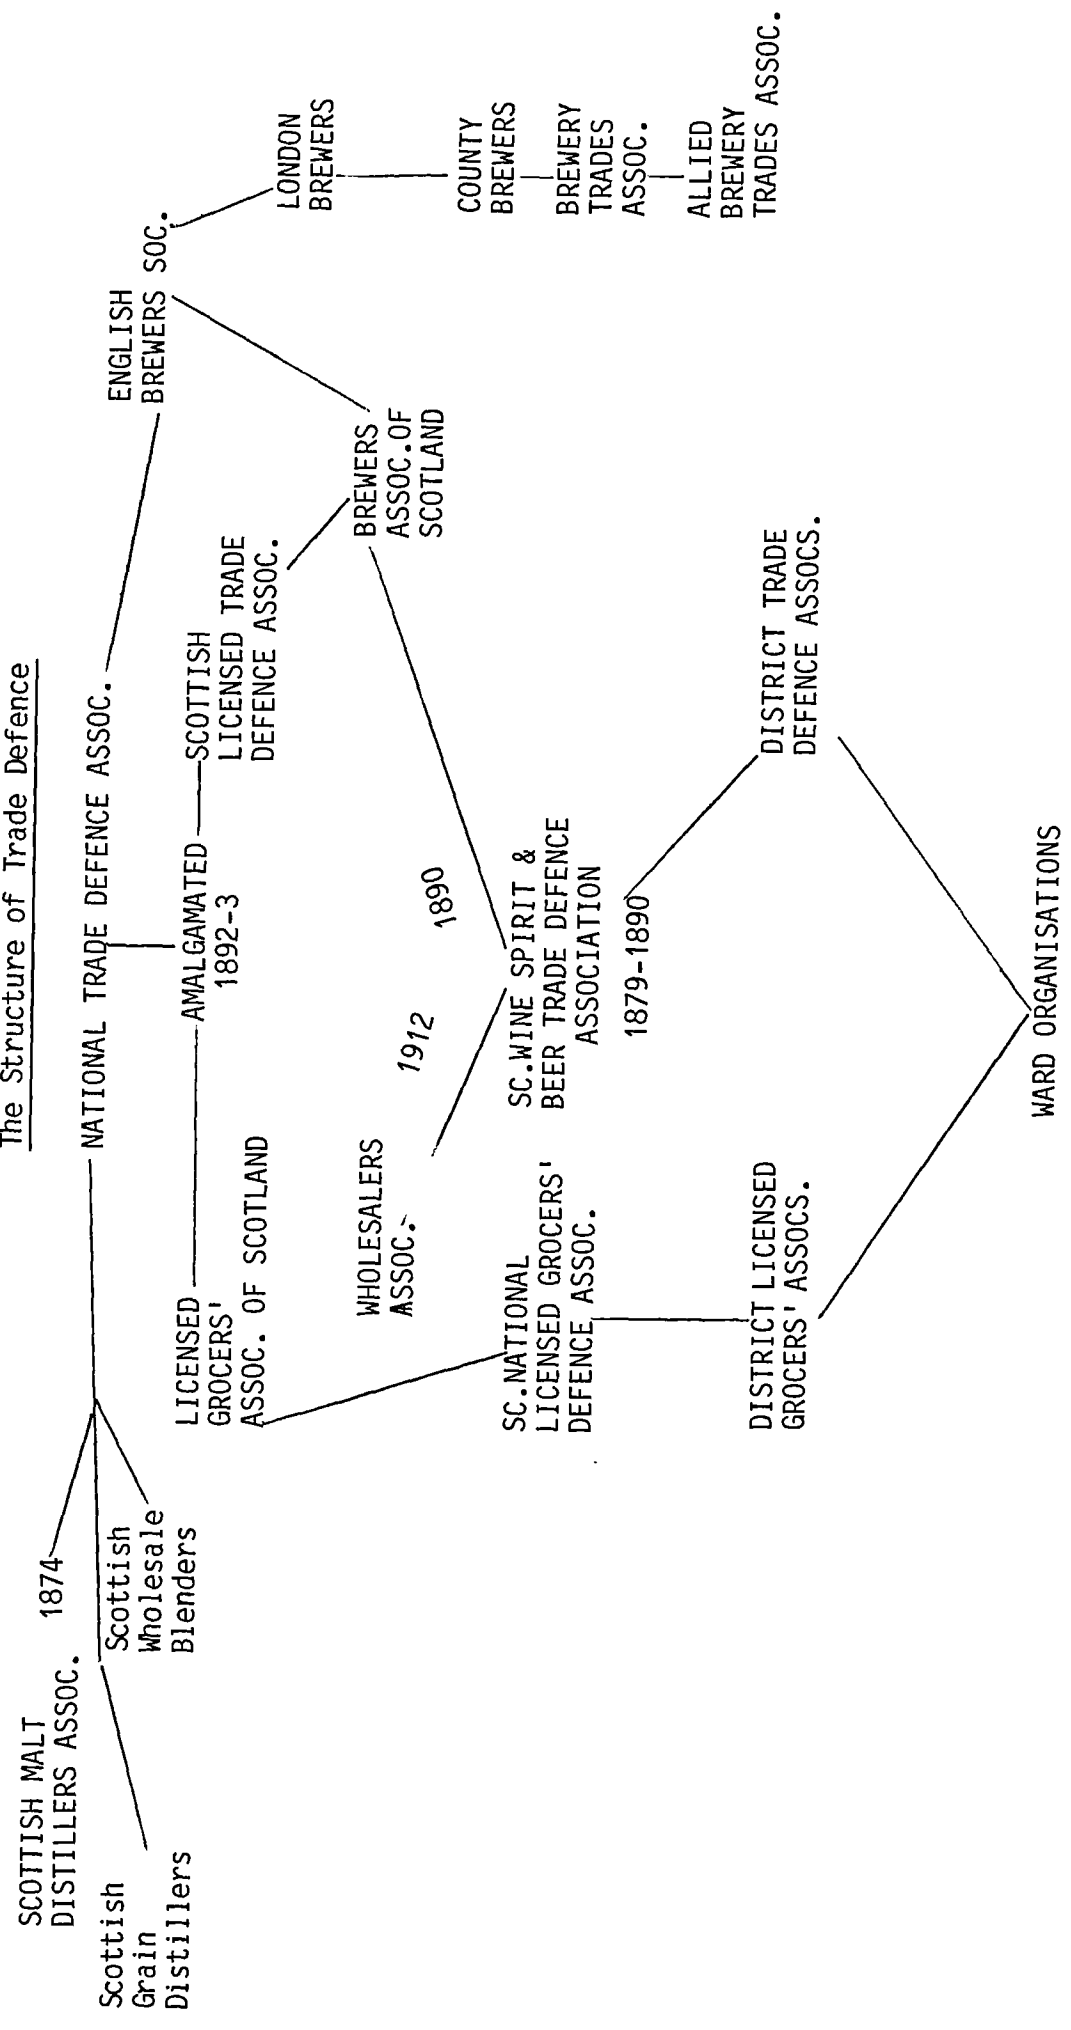 The Structure of Trade Defence
SCOTTISH MALT
DISTILLERS ASSOC.
1874
Scottish
Grain
Distillers
Scottish
Wholesale
Blenders
NATIONAL TRADE DEFENCE ASSOC.
ENGLISH
BREWERS SOC.
LICENSED
GROCERS'
ASSOC. OF SCOTLAND
AMALGAMATED
1892-3
SCOTTISH
LICENSED TRADE
DEFENCE ASSOC.
LONDON
BREWERS
WHOLESALERS
ASSOC.
1912
1890
BREWERS
ASSOC.OF
SCOTLAND
COUNTY
BREWERS
SC.NATIONAL
LICENSED GROCERS'
DEFENCE ASSOC.
SC.WINE SPIRIT &
BEER TRADE DEFENCE
ASSOCIATION
1879-1890
BREWERY
TRADES
ASSOC.
ALLIED
BREWERY
TRADES ASSOC.
DISTRICT LICENSED
GROCERS' ASSOCS.
DISTRICT TRADE
DEFENCE ASSOCS.
WARD ORGANISATIONS